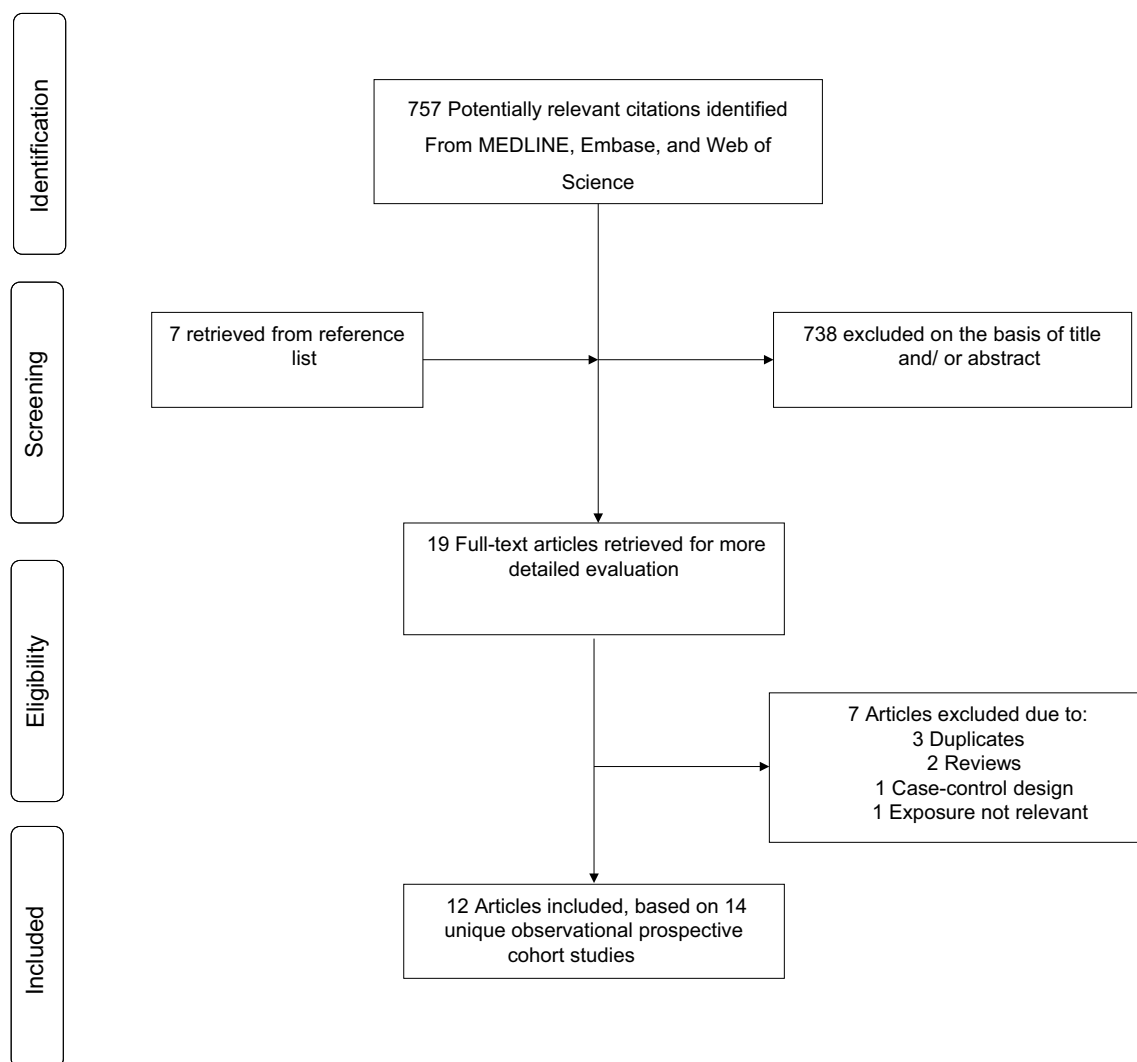 Identification
757 Potentially relevant citations identified
From MEDLINE, Embase, and Web of
Science
Screening
7 retrieved from reference
list
738 excluded on the basis of title
and/ or abstract
19 Full-text articles retrieved for more
detailed evaluation
Eligibility
7 Articles excluded due to:
3 Duplicates
2 Reviews
1 Case-control design
1 Exposure not relevant
Included
12 Articles included, based on 14
unique observational prospective
cohort studies